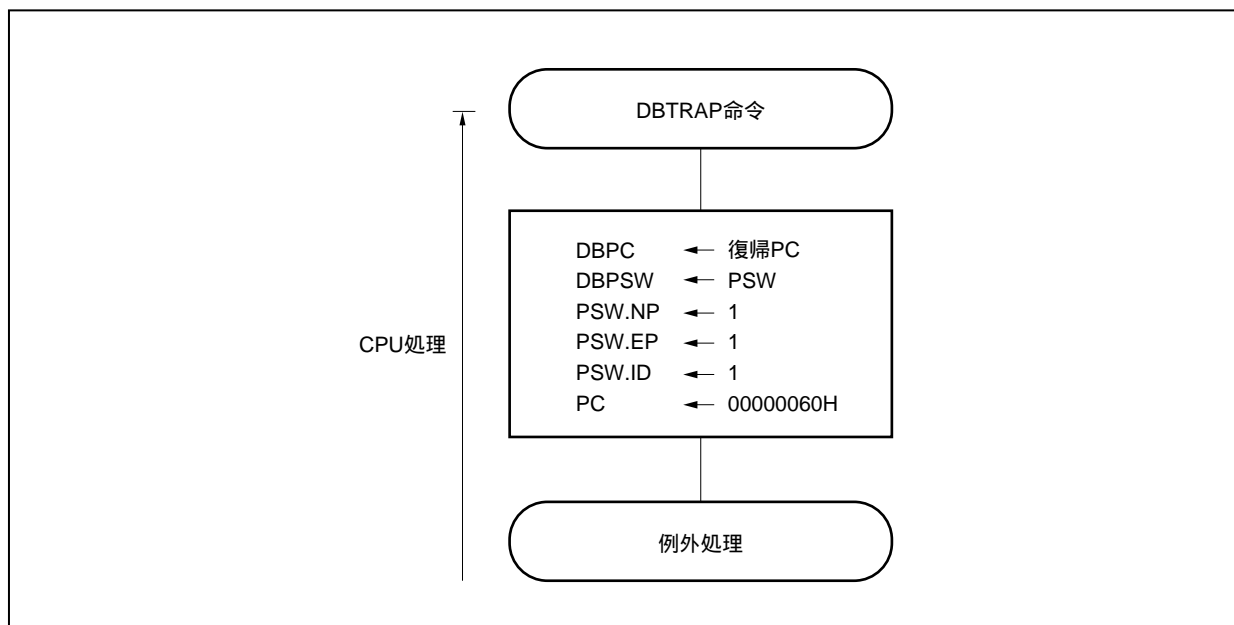 DBTRAP命令
DBPC ← 復帰PC
DBPSW ← PSW
PSW.NP ← 1
PSW.EP ← 1
PSW.ID ← 1
PC ← 00000060H
CPU処理
例外処理